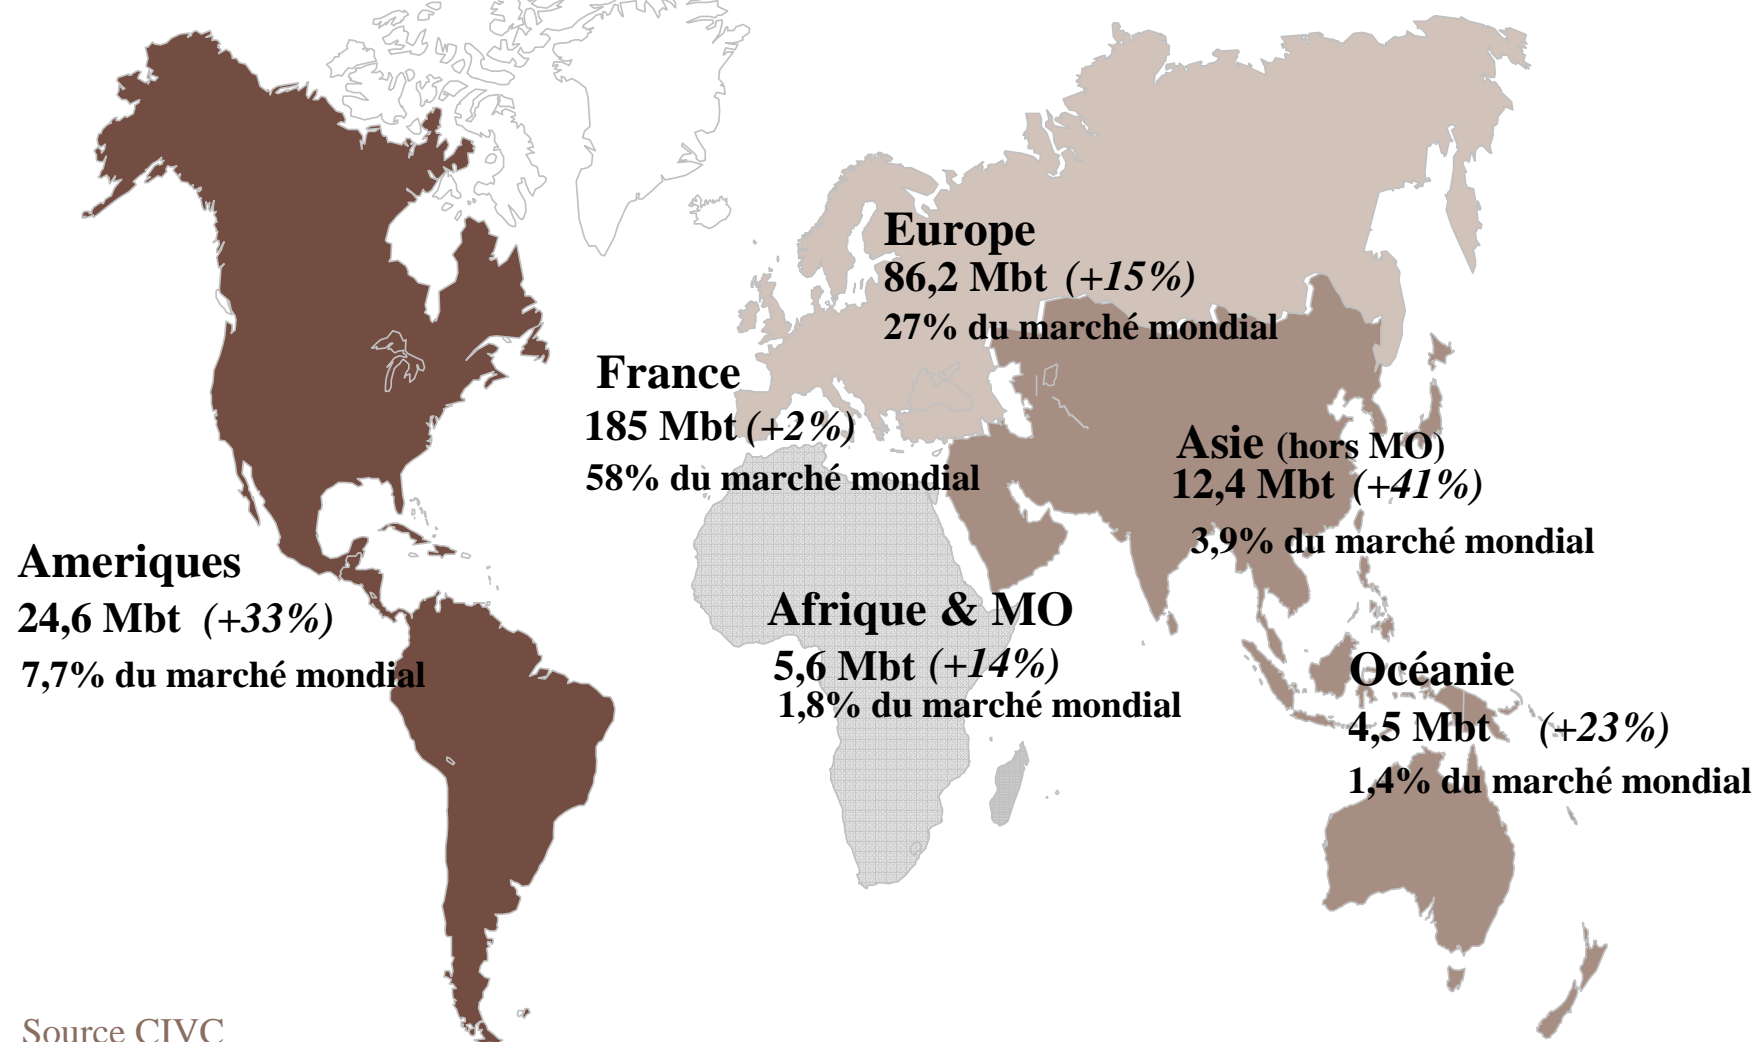 Europe
86,2 Mbt (+15%)
27% du marché mondial
France
185 Mbt (+2%)
58% du marché mondial
Asie (hors MO)
12,4 Mbt (+41%)
3,9% du marché mondial
Ameriques
24,6 Mbt (+33%)
7,7% du marché mondial
Afrique & MO
5,6 Mbt (+14%)
1,8% du marché mondial
Océanie
4,5 Mbt (+23%)
1,4% du marché mondial
Source CIVC